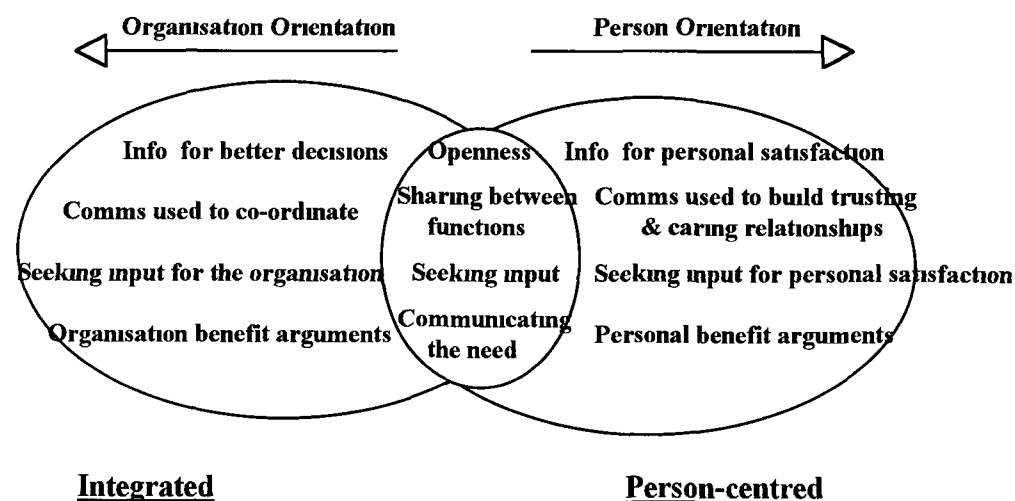 Organisation Orientation
Person Orientation
Info for better decisions
Openness
Info for personal satisfaction
Comms used to co-ordinate
Sharing between
functions
Comms used to build trusting
& caring relationships
Seeking input for the organisation
Seeking input
Seeking input for personal satisfaction
Organisation benefit arguments
Communicating
the need
Personal benefit arguments
Integrated
Person-centred